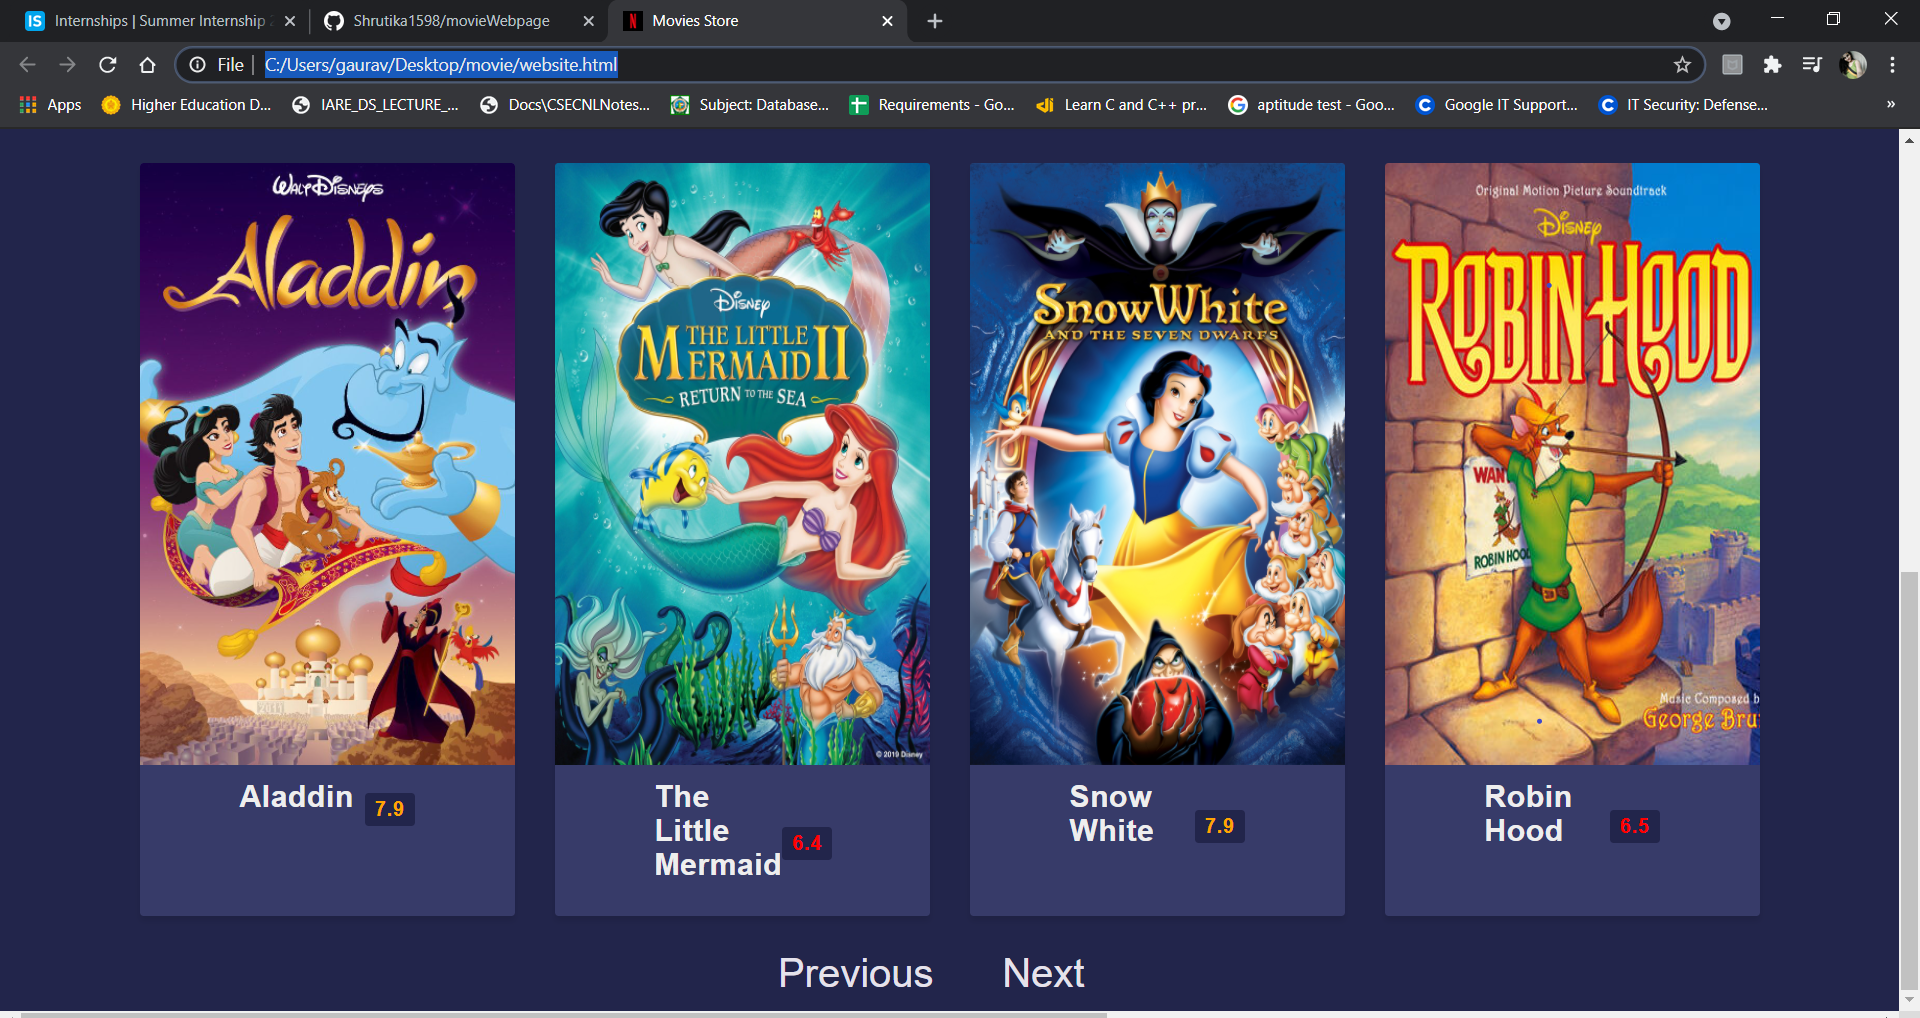 Internships | Summer Internship
Shrutika1598/movieWebpage
Movies Store
File
C:/Users/gaurav/Desktop/movie/website.html
Apps
Higher Education D...
IARE_DS_LECTURE_...
Docs\CSECNLNotes...
Subject: Database...
Requirements - Go...
Learn C and C++ pr...
aptitude test - Goo...
Google IT Support...
IT Security: Defense...
»
WALT DISNEY'S
Aladdin
DISNEY
THE LITTLE
MERMAID II
RETURN TO THE SEA
© 2019 Disney
SNOW WHITE
AND THE SEVEN DWARFS
Original Motion Picture Soundtrack
DISNEY
ROBIN HOOD
WAN
ROBIN HOOD
Music Composed b
George Bru
Aladdin
7.9
The
Little
Mermaid
6.4
Snow
White
7.9
Robin
Hood
6.5
Previous
Next